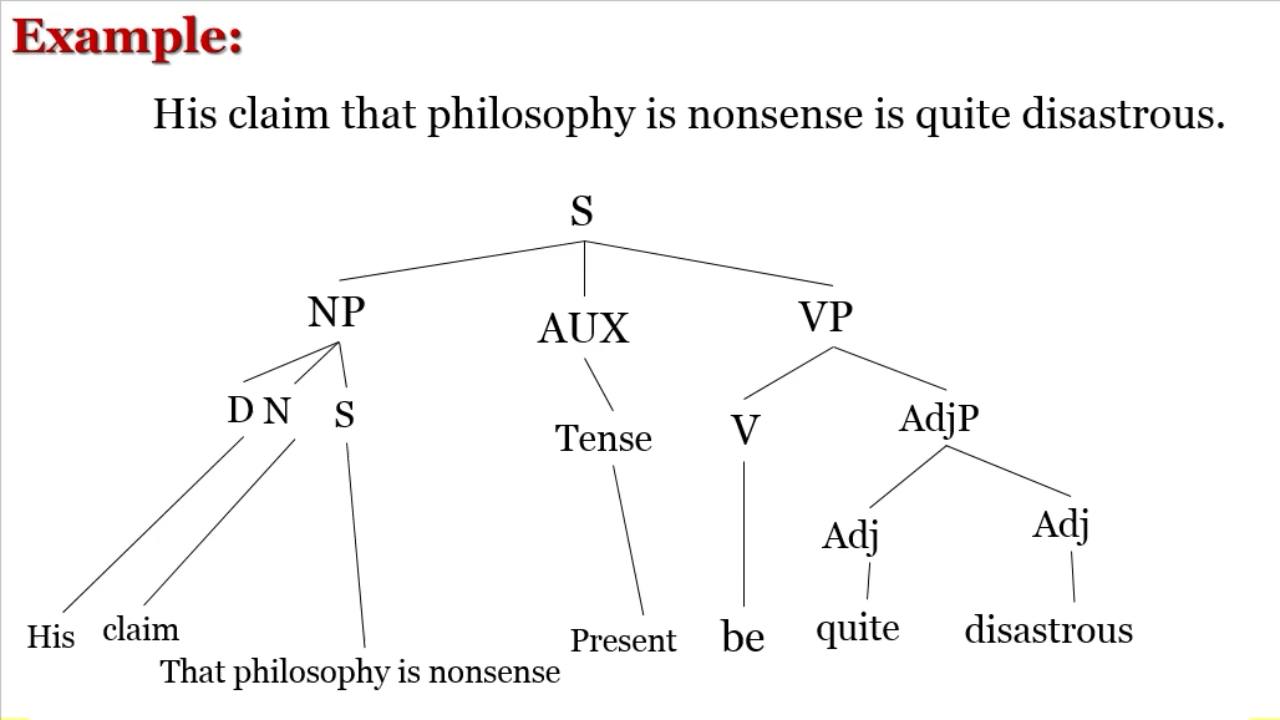 Example:
His claim that philosophy is nonsense is quite disastrous.
S
NP AUX VP
D N S Tense V AdjP
Adj Adj
His claim Present be quite disastrous
That philosophy is nonsense